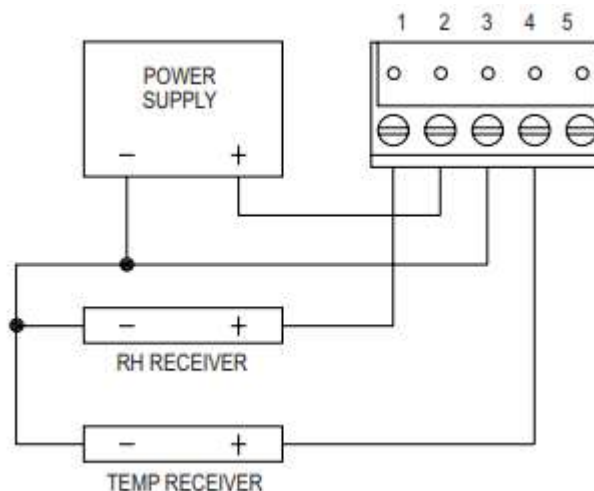 1 2 3 4 5
POWER
SUPPLY
− +
− +
RH RECEIVER
− +
TEMP RECEIVER